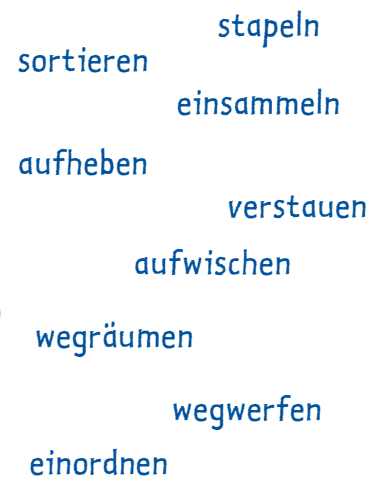 stapeln
sortieren
einsammeln
aufheben
verstauen
aufwischen
wegräumen
wegwerfen
einordnen